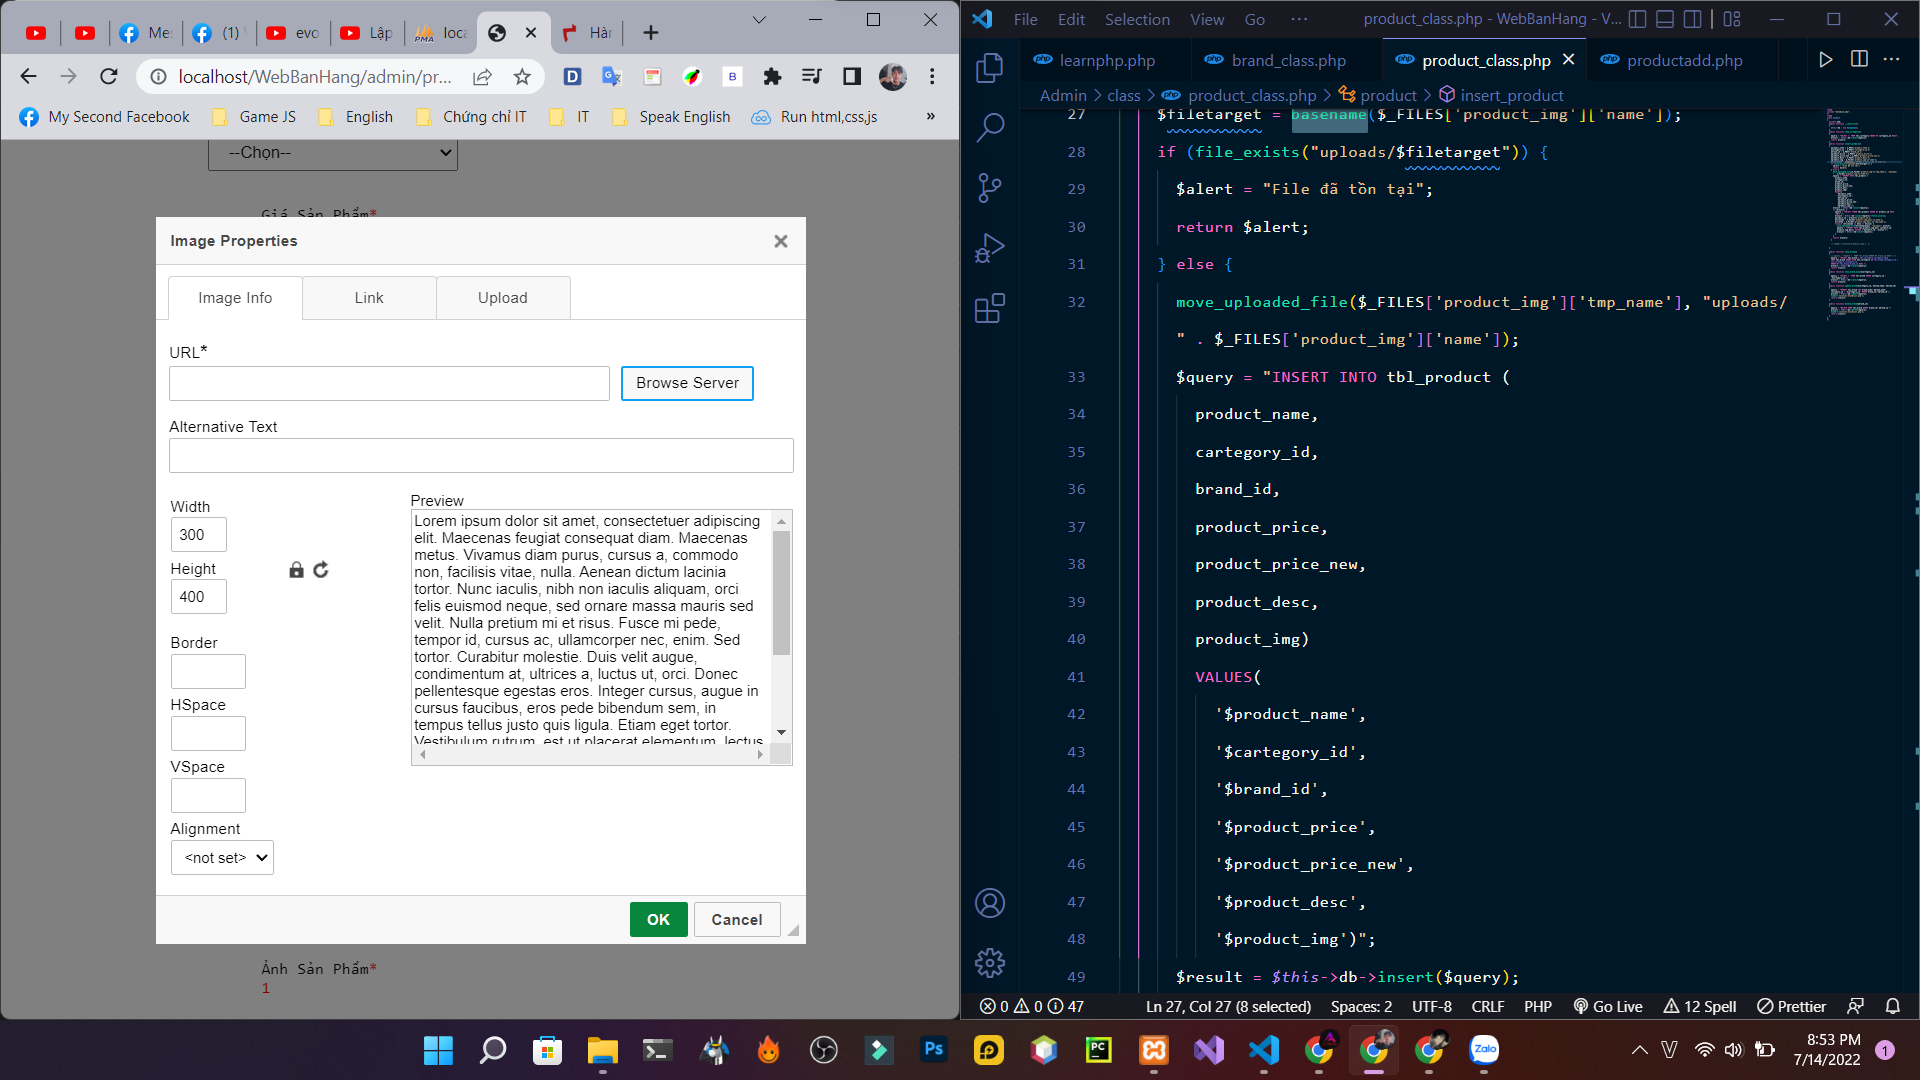 Mes
(1)
evo
Lập
loca
Hàn
localhost/WebBanHang/admin/pr...
My Second Facebook
Game JS
English
Chứng chỉ IT
IT
Speak English
Run html,css,js
»
--Chọn--
Giá Sản Phẩm*
Image Properties
Image Info
Link
Upload
URL*
Browse Server
Alternative Text
Width
300
Height
400
Border
HSpace
VSpace
Alignment
<not set>
Preview
Lorem ipsum dolor sit amet, consectetuer adipiscing
elit. Maecenas feugiat consequat diam. Maecenas
metus. Vivamus diam purus, cursus a, commodo
non, facilisis vitae, nulla. Aenean dictum lacinia
tortor. Nunc iaculis, nibh non iaculis aliquam, orci
felis euismod neque, sed ornare massa mauris sed
velit. Nulla pretium mi et risus. Fusce mi pede,
tempor id, cursus ac, ullamcorper nec, enim. Sed
tortor. Curabitur molestie. Duis velit augue,
condimentum at, ultrices a, luctus ut, orci. Donec
pellentesque egestas eros. Integer cursus, augue in
cursus faucibus, eros pede bibendum sem, in
tempus tellus justo quis ligula. Etiam eget tortor.
Vestibulum rutrum, est ut placerat elementum, lectus
OK
Cancel
Ảnh Sản Phẩm*
1
File Edit Selection View Go ···
product_class.php - WebBanHang - V...
learnphp.php
brand_class.php
product_class.php
productadd.php
Admin > class > product_class.php > product > insert_product
27 $filetarget = basename($_FILES['product_img']['name']);
28 if (file_exists("uploads/$filetarget")) {
29 $alert = "File đã tồn tại";
30 return $alert;
31 } else {
32 move_uploaded_file($_FILES['product_img']['tmp_name'], "uploads/
" . $_FILES['product_img']['name']);
33 $query = "INSERT INTO tbl_product (
34 product_name,
35 cartegory_id,
36 brand_id,
37 product_price,
38 product_price_new,
39 product_desc,
40 product_img)
41 VALUES(
42 '$product_name',
43 '$cartegory_id',
44 '$brand_id',
45 '$product_price',
46 '$product_price_new',
47 '$product_desc',
48 '$product_img')";
49 $result = $this->db->insert($query);
0 0 47
Ln 27, Col 27 (8 selected)
Spaces: 2
UTF-8
CRLF
PHP
Go Live
12 Spell
Prettier
Ps
PC
Zalo
V
8:53 PM
7/14/2022
1